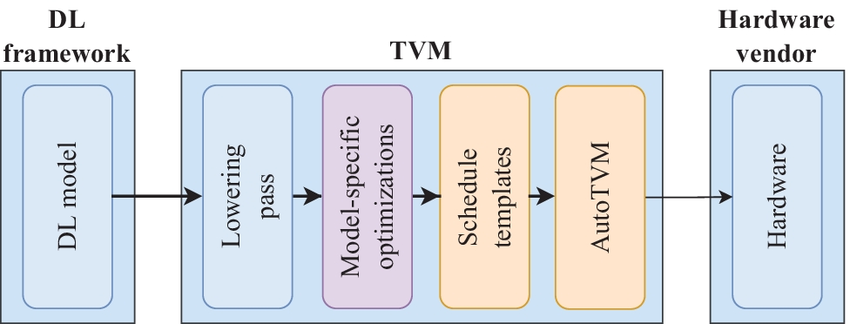 DL
framework
TVM
Hardware
vendor
DL model
Lowering
pass
Model-specific
optimizations
Schedule
templates
AutoTVM
Hardware